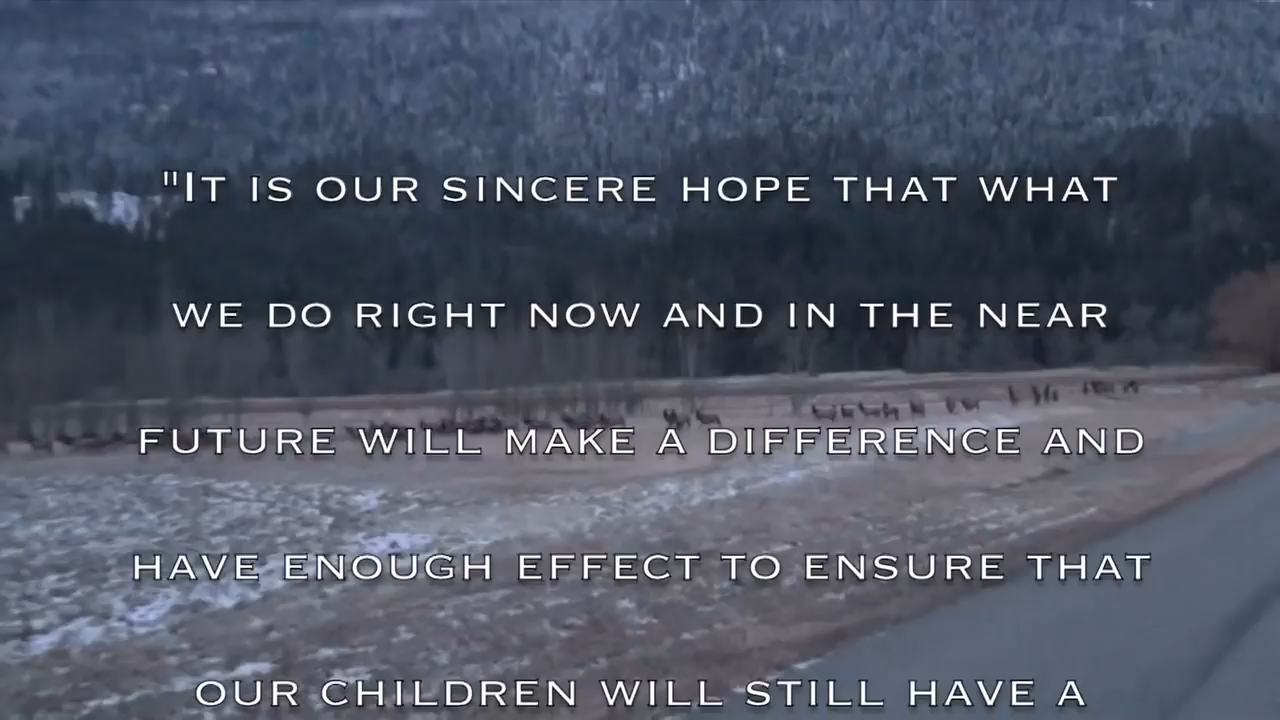 "IT IS OUR SINCERE HOPE THAT WHAT
WE DO RIGHT NOW AND IN THE NEAR
FUTURE WILL MAKE A DIFFERENCE AND
HAVE ENOUGH EFFECT TO ENSURE THAT
OUR CHILDREN WILL STILL HAVE A